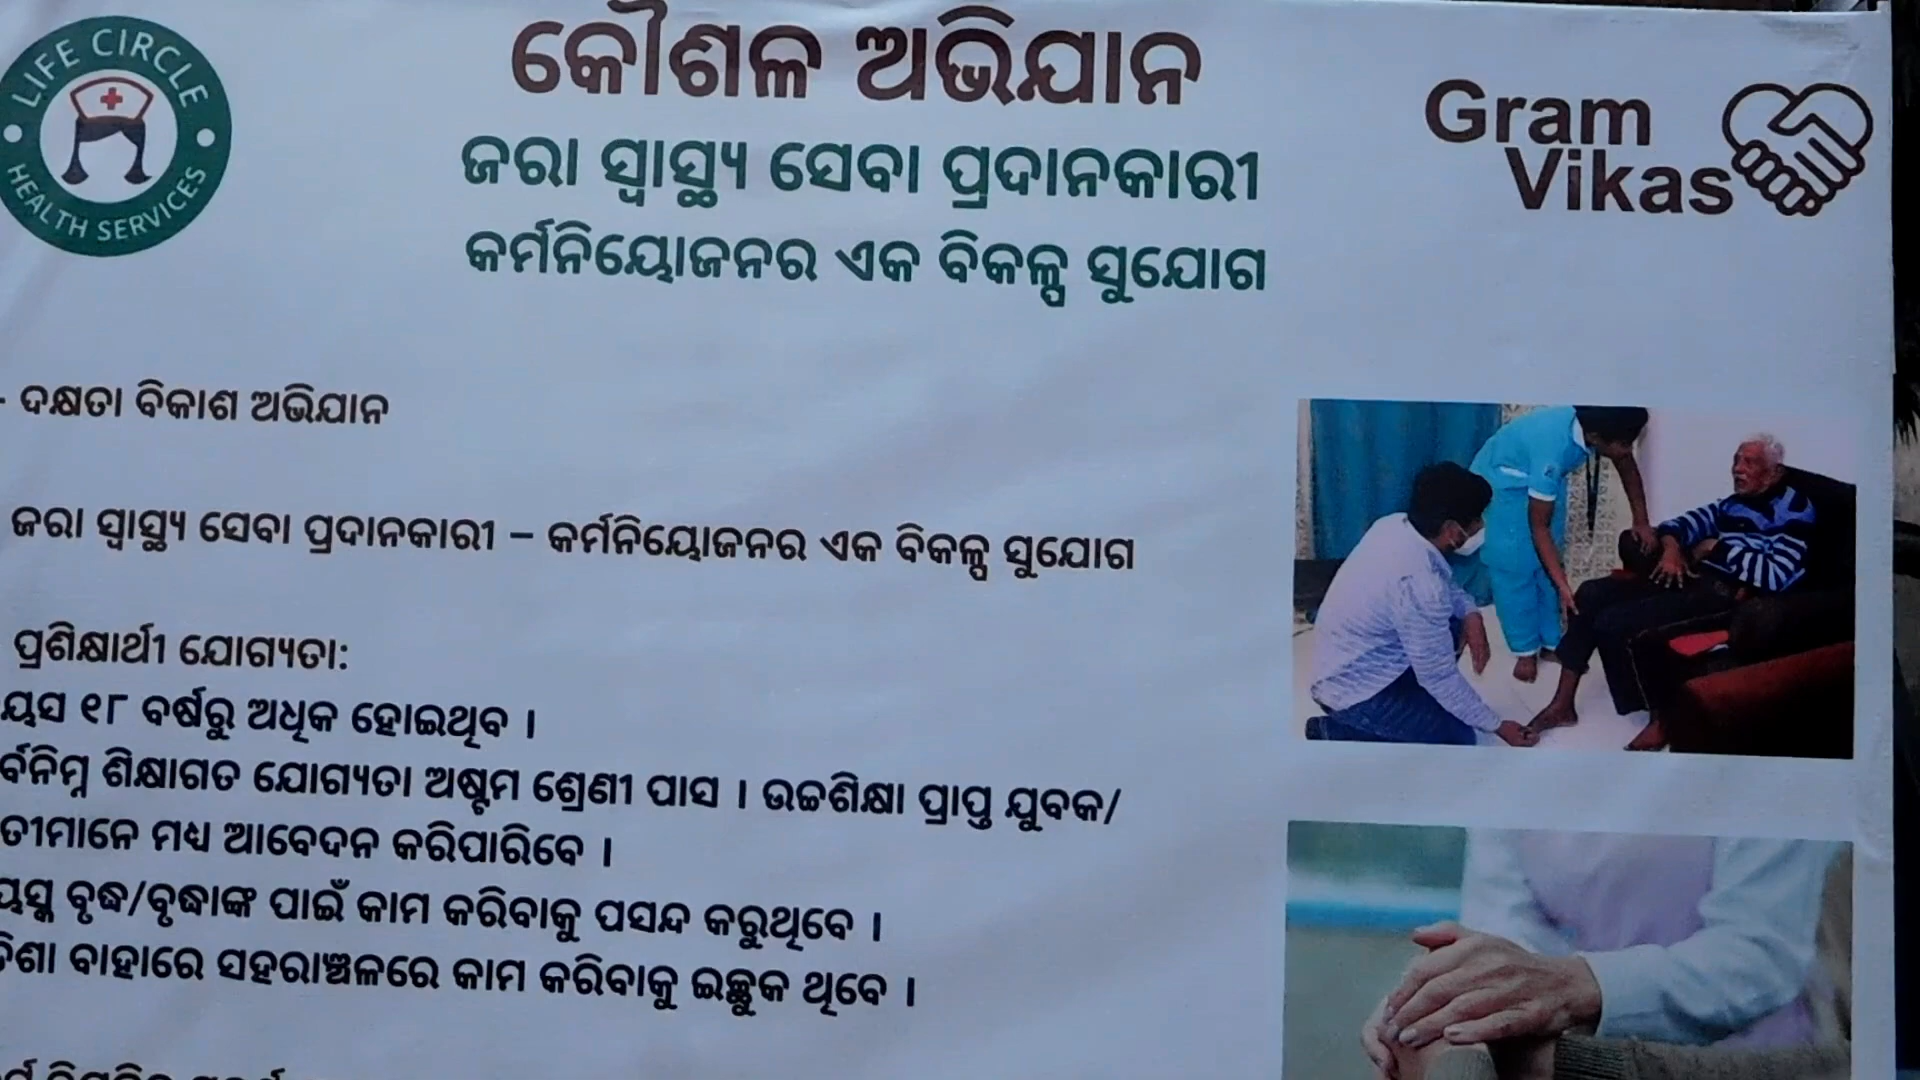 LIFE CIRCLE
HEALTH SERVICES
କୌଶଳ ଅଭିଯାନ
ଜରା ସ୍ୱାସ୍ଥ୍ୟ ସେବା ପ୍ରଦାନକାରୀ
କର୍ମନିୟୋଜନର ଏକ ବିକଳ୍ପ ସୁଯୋଗ
Gram
Vikas
- ଦକ୍ଷତା ବିକାଶ ଅଭିଯାନ
ଜରା ସ୍ୱାସ୍ଥ୍ୟ ସେବା ପ୍ରଦାନକାରୀ – କର୍ମନିୟୋଜନର ଏକ ବିକଳ୍ପ ସୁଯୋଗ
ପ୍ରଶିକ୍ଷାର୍ଥୀ ଯୋଗ୍ୟତା:
ୟସ ୧୮ ବର୍ଷରୁ ଅଧିକ ହୋଇଥିବ ।
ର୍ବନିମ୍ନ ଶିକ୍ଷାଗତ ଯୋଗ୍ୟତା ଅଷ୍ଟମ ଶ୍ରେଣୀ ପାସ । ଉଚ୍ଚଶିକ୍ଷା ପ୍ରାପ୍ତ ଯୁବକ/
ତୀମାନେ ମଧ୍ୟ ଆବେଦନ କରିପାରିବେ ।
ୟସ୍କ ବୃଦ୍ଧ/ବୃଦ୍ଧାଙ୍କ ପାଇଁ କାମ କରିବାକୁ ପସନ୍ଦ କରୁଥିବେ ।
ଡିଶା ବାହାରେ ସହରାଞ୍ଚଳରେ କାମ କରିବାକୁ ଇଚ୍ଛୁକ ଥିବେ ।